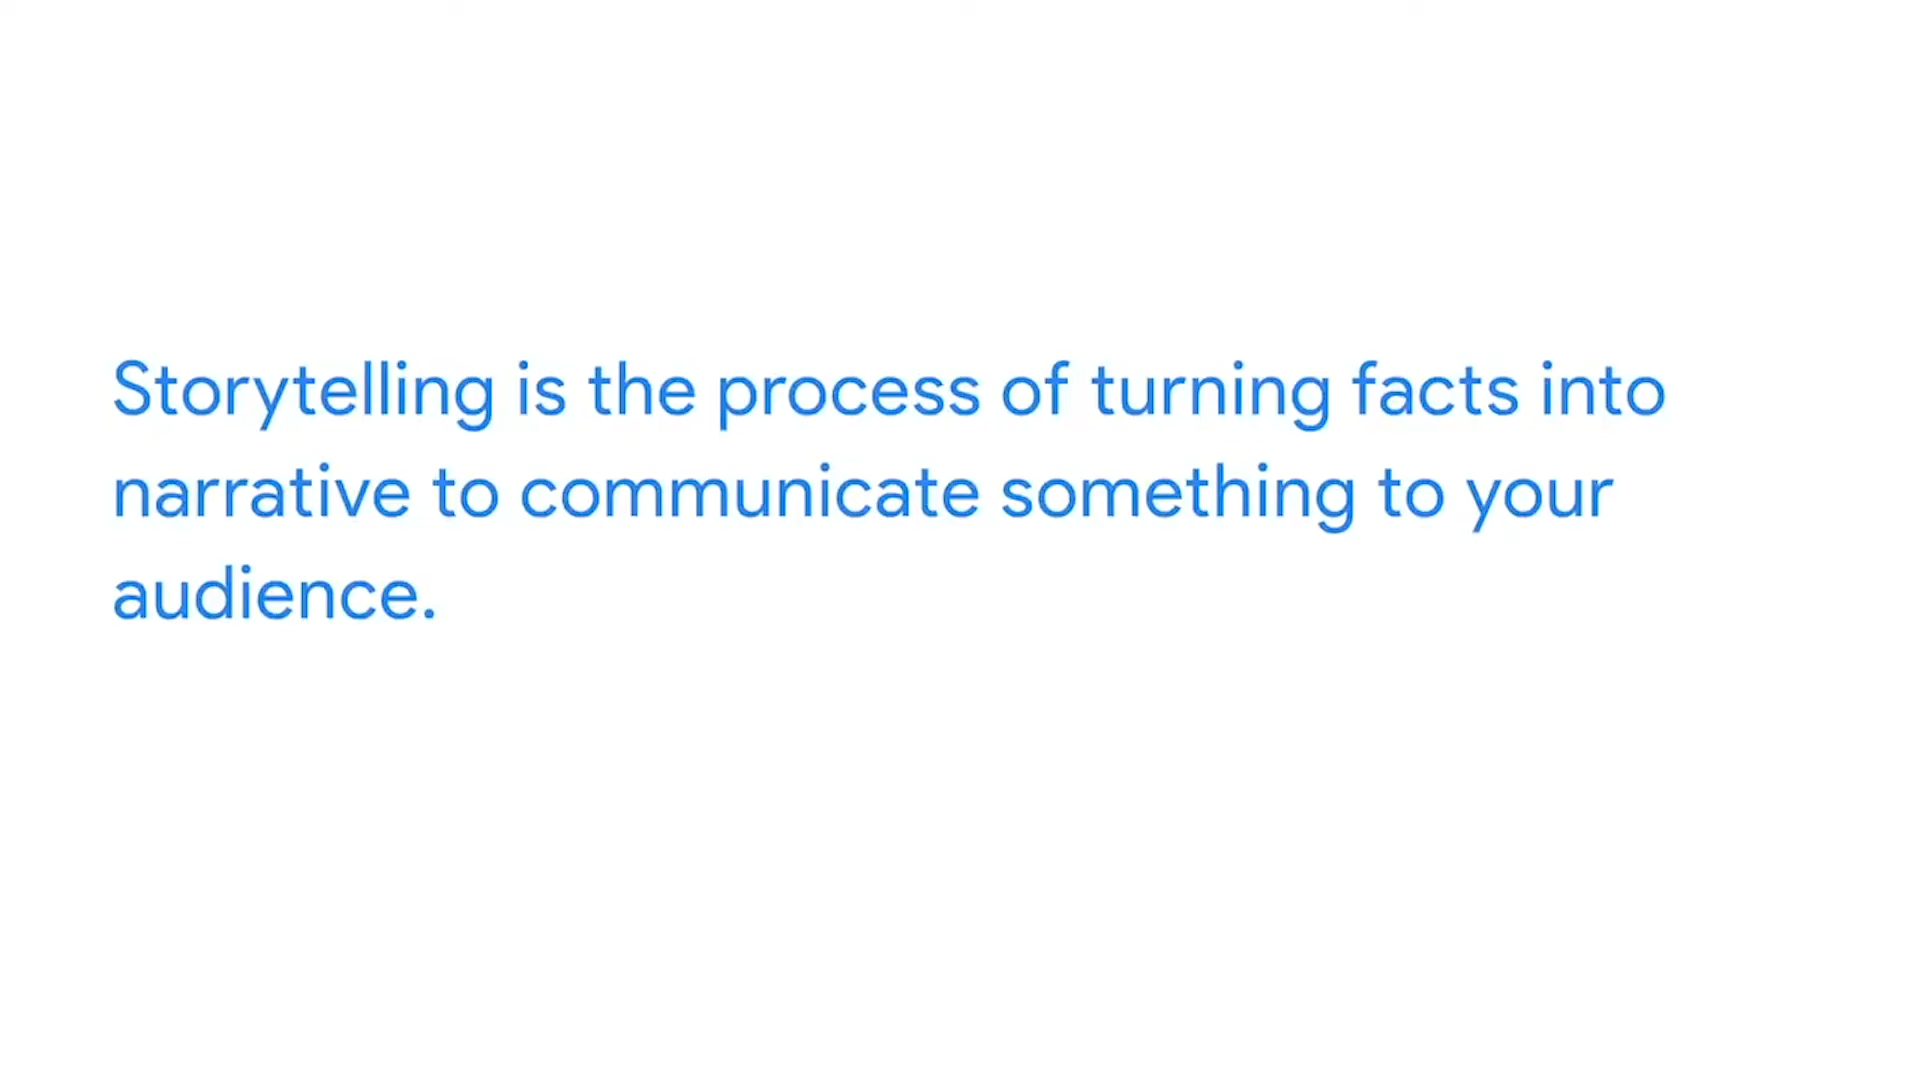 Storytelling is the process of turning facts into
narrative to communicate something to your
audience.